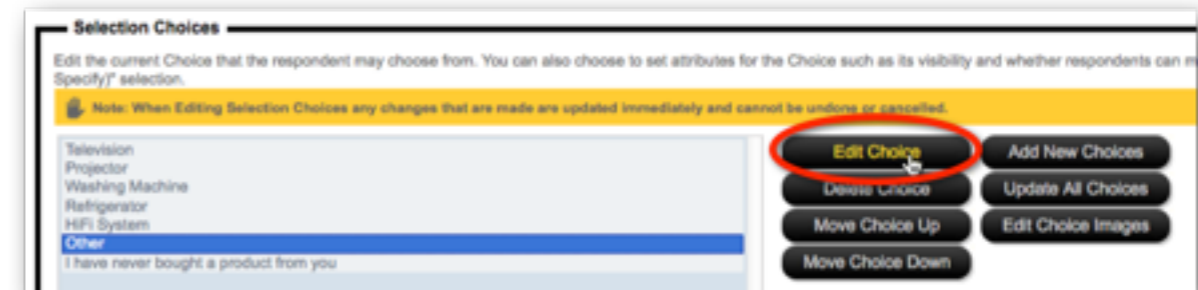 Selection Choices
Edit the current Choice that the respondent may choose from. You can also choose to set attributes for the Choice such as its visibility and whether respondents can m
Specify)" selection.
Note: When Editing Selection Choices any changes that are made are updated immediately and cannot be undone or cancelled.
Television
Projector
Washing Machine
Refrigerator
HiFi System
Other
I have never bought a product from you
Edit Choice Add New Choices
Delete Choice Update All Choices
Move Choice Up Edit Choice Images
Move Choice Down